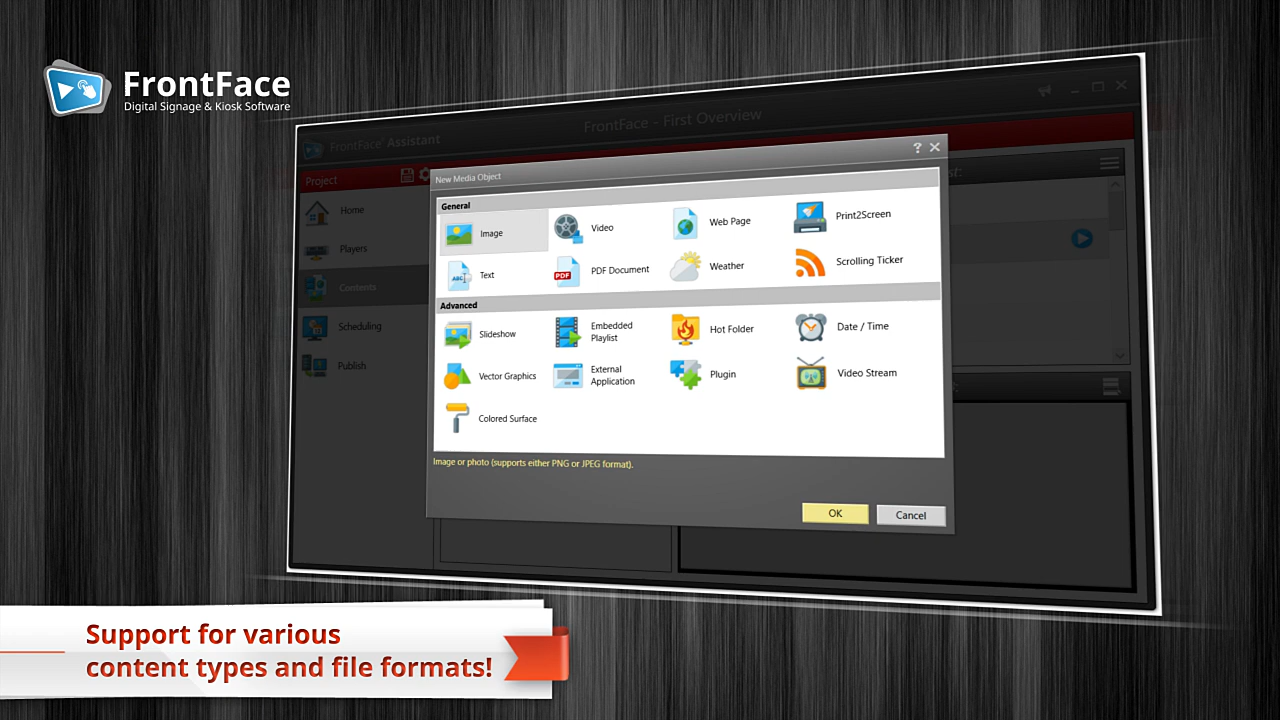 FrontFace
Digital Signage & Kiosk Software
FrontFace Assistant
FrontFace - First Overview
Project
Home
Players
Contents
Scheduling
Publish
st:
New Media Object
?
General
Image
Video
Web Page
Print2Screen
Text
PDF Document
Weather
Scrolling Ticker
Advanced
Slideshow
Embedded
Playlist
Hot Folder
Date / Time
Vector Graphics
External
Application
Plugin
Video Stream
Colored Surface
Image or photo (supports either PNG or JPEG format).
OK
Cancel
Support for various
content types and file formats!